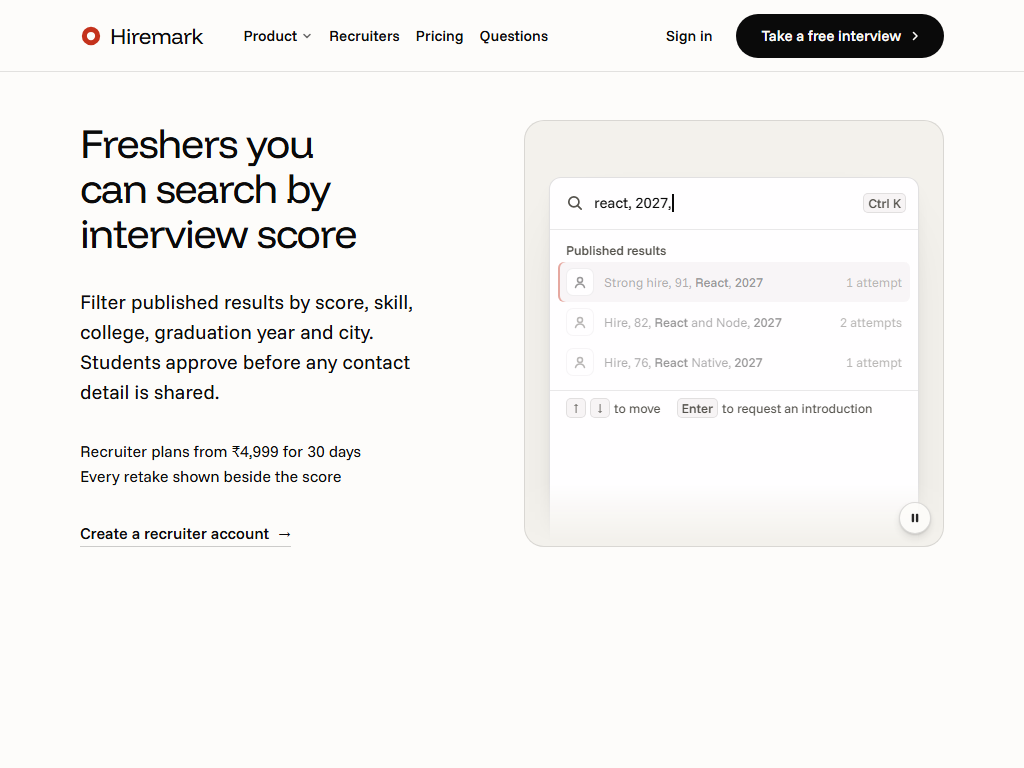 Hiremark
Product
Recruiters
Pricing
Questions
Sign in
Take a free interview
Freshers you
can search by
interview score
Filter published results by score, skill,
college, graduation year and city.
Students approve before any contact
detail is shared.
Recruiter plans from ₹4,999 for 30 days
Every retake shown beside the score
Create a recruiter account →
react, 2027,
Ctrl K
Published results
Strong hire, 91, React, 2027
1 attempt
Hire, 82, React and Node, 2027
2 attempts
Hire, 76, React Native, 2027
1 attempt
↑ ↓ to move Enter to request an introduction